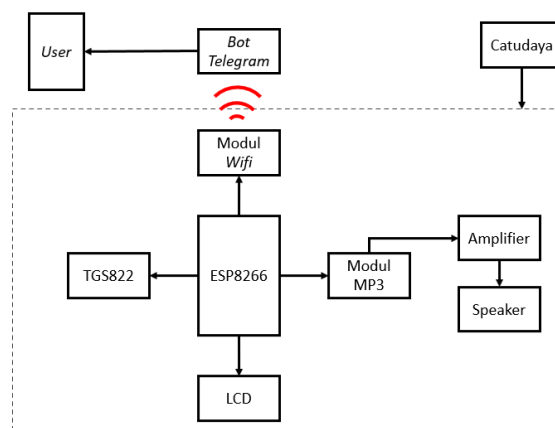 User
Bot
Telegram
Catudaya
Modul
Wifi
TGS822
ESP8266
Modul
MP3
Amplifier
Speaker
LCD